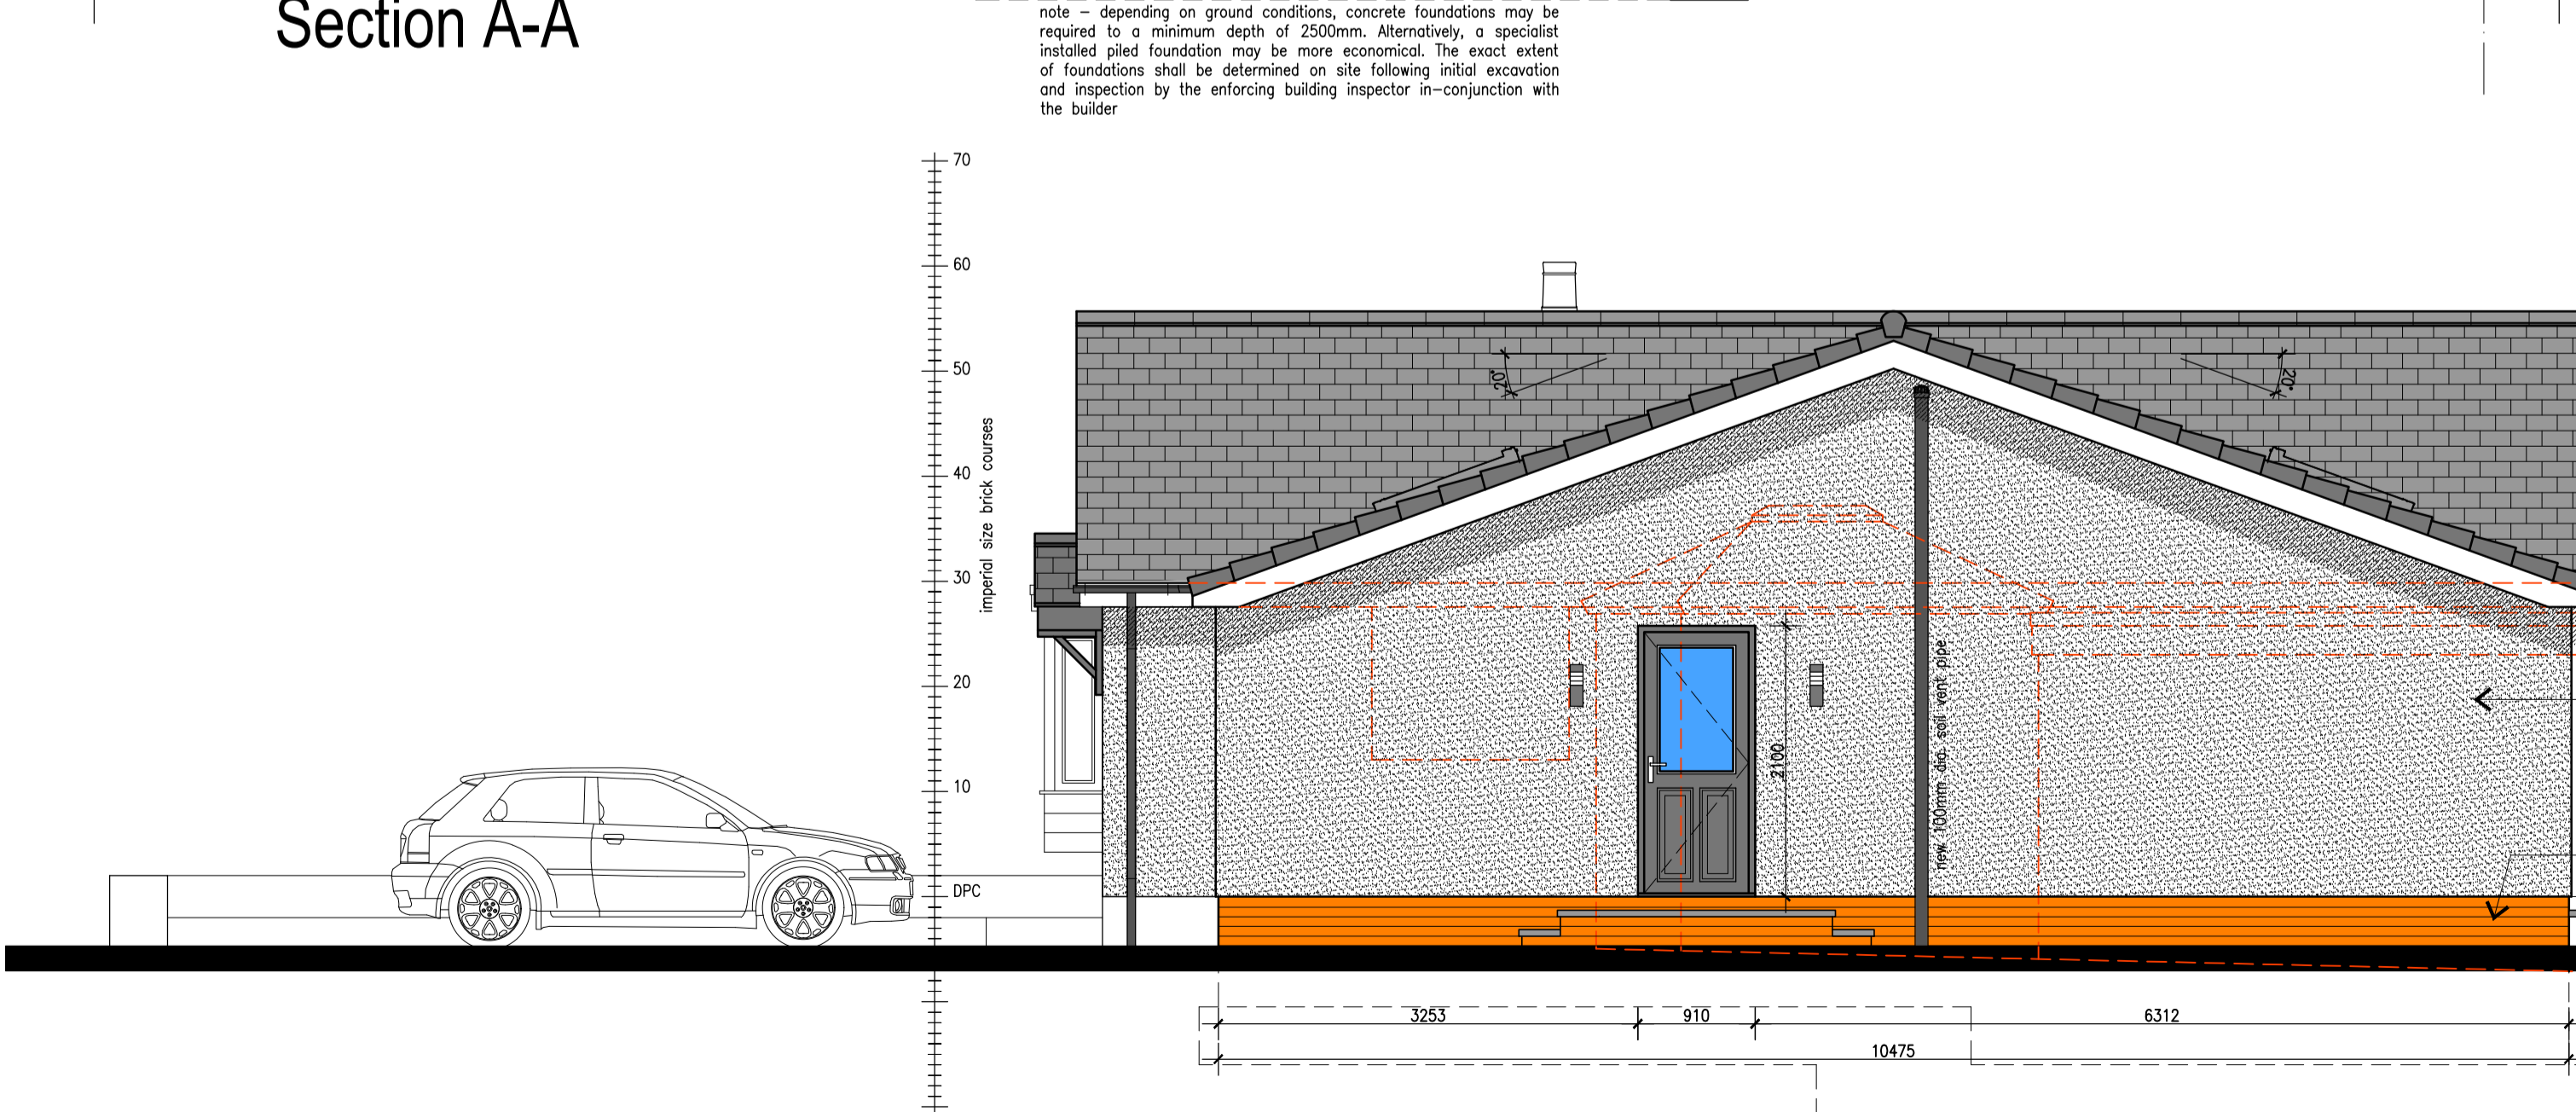 Section A-A
note - depending on ground conditions, concrete foundations may be
required to a minimum depth of 2500mm. Alternatively, a specialist
installed piled foundation may be more economical. The exact extent
of foundations shall be determined on site following initial excavation
and inspection by the enforcing building inspector in-conjunction with
the builder
70
60
50
40
30
20
10
DPC
imperial size brick courses
20°
20°
2100
new 100mm dia. soil vent pipe
3253
910
6312
10475